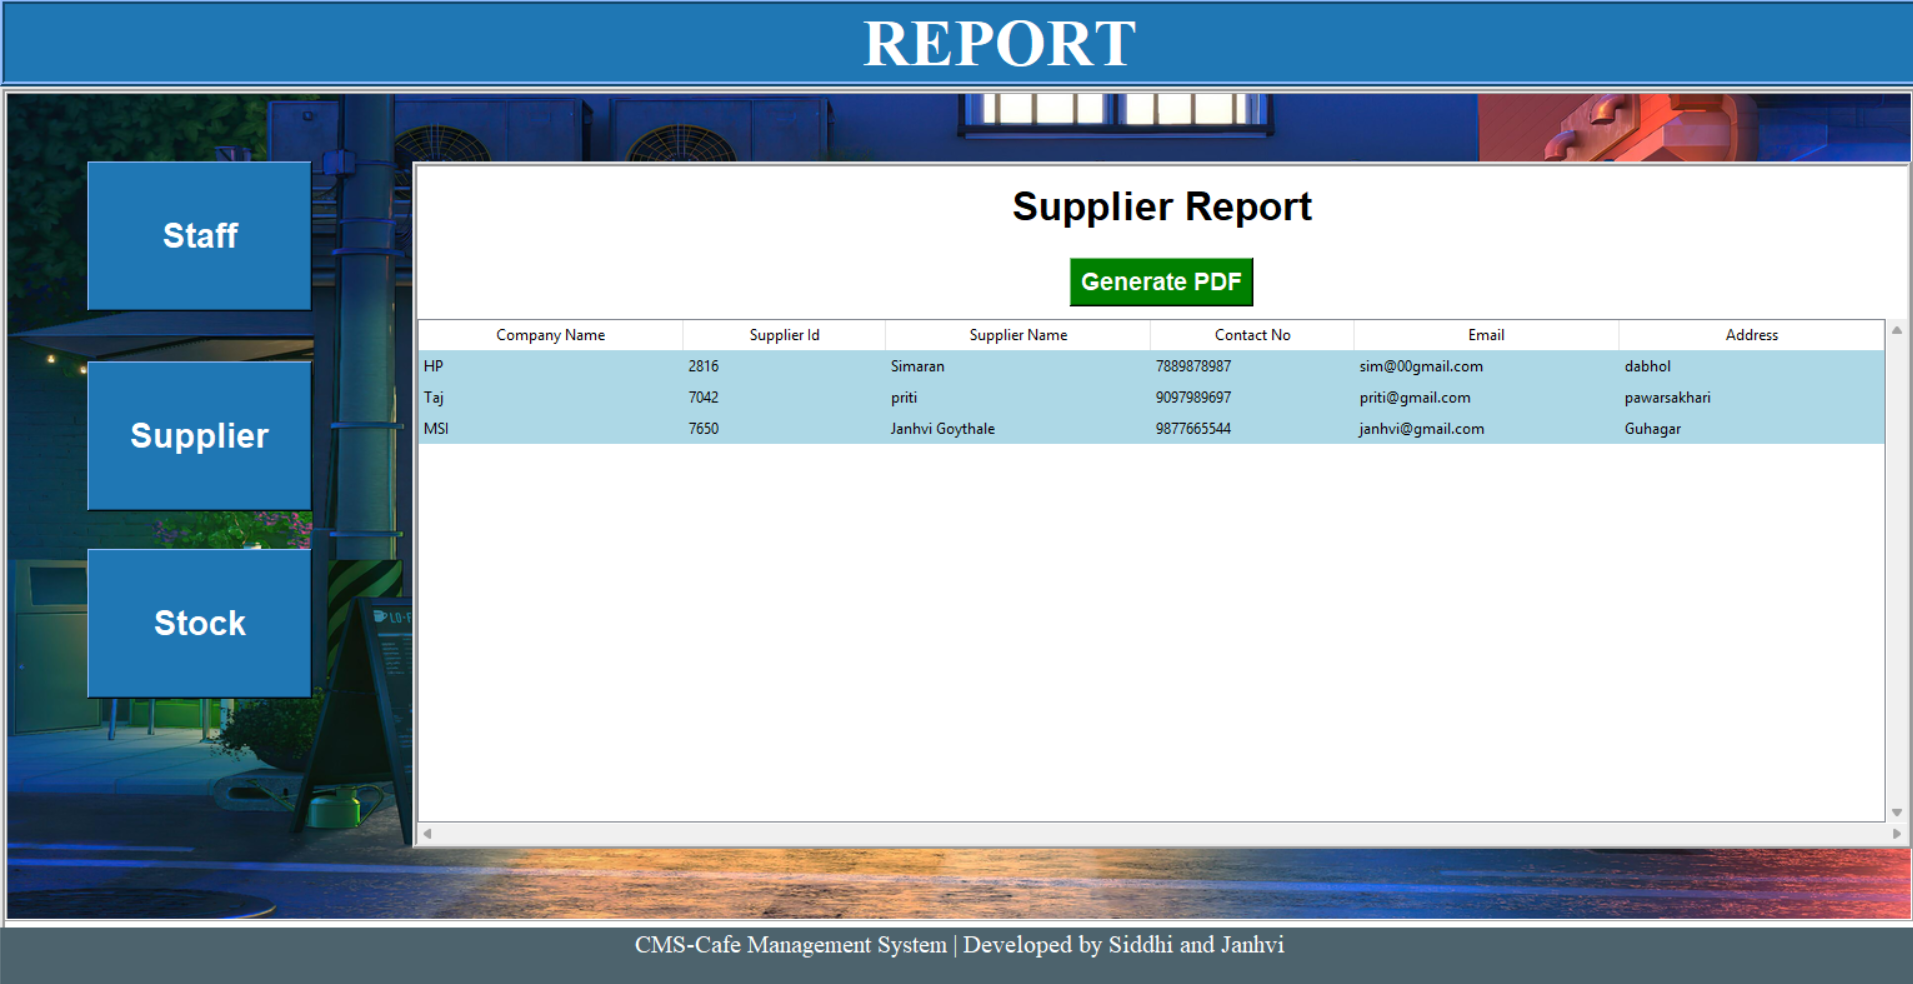 REPORT
Staff
Supplier
Stock
Supplier Report
Generate PDF
Company Name Supplier Id Supplier Name Contact No Email Address
HP 2816 Simaran 7889878987 sim@00gmail.com dabhol
Taj 7042 priti 9097989697 priti@gmail.com pawarsakhari
MSI 7650 Janhvi Goythale 9877665544 janhvi@gmail.com Guhagar
LO-F
CMS-Cafe Management System | Developed by Siddhi and Janhvi